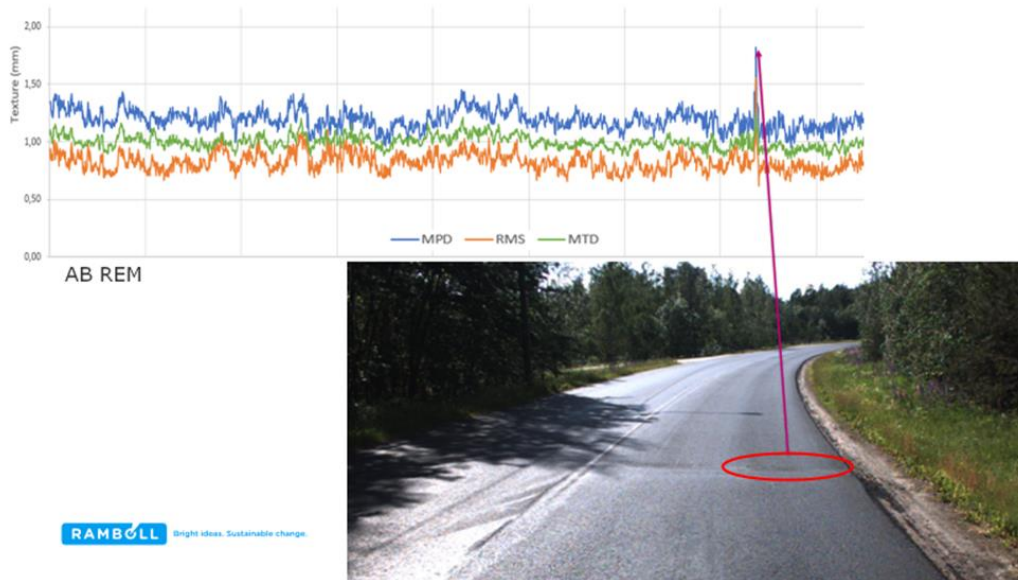 2,00
Texture (mm)
1,50
1,00
0,50
0,00
MPD RMS MTD
AB REM
RAMBOLL Bright ideas. Sustainable change.